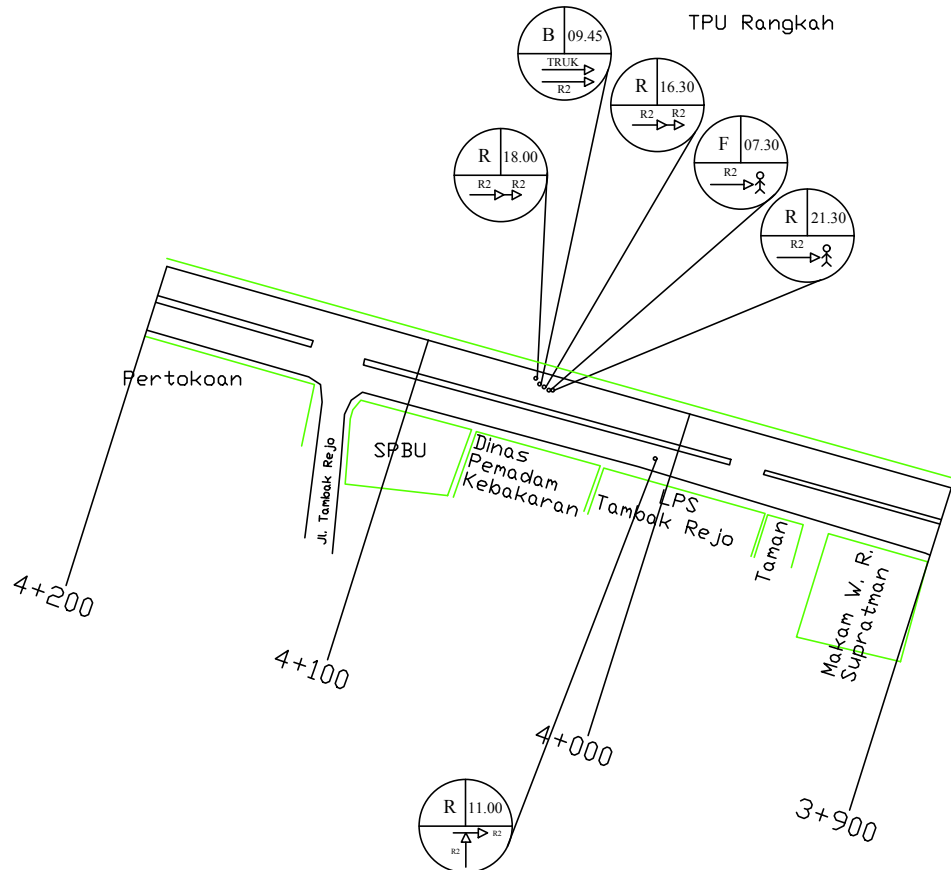 TPU Rangkah
B 09.45
TRUK
R2
R 16.30
R2 R2
F 07.30
R2
R 18.00
R2 R2
R 21.30
R2
Pertokoan
Jl. Tambak Rejo
SPBU
Dinas
Pemadam
Kebakaran
LPS
Tambak Rejo
Taman
Makam W. R.
Supratman
4+200
4+100
4+000
3+900
R 11.00
R2
R2